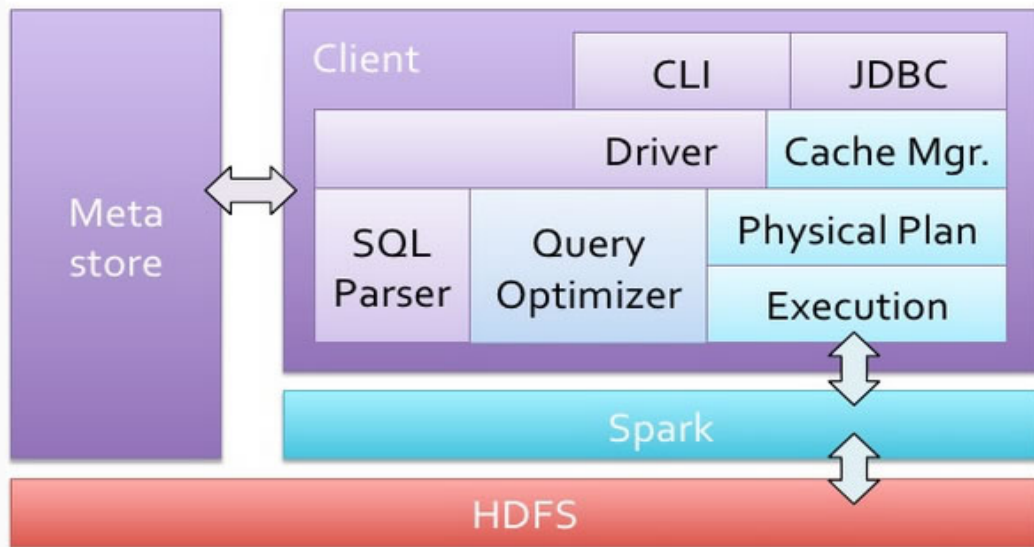 Client
CLI
JDBC
Driver
Cache Mgr.
Meta
store
SQL
Parser
Query
Optimizer
Physical Plan
Execution
Spark
HDFS